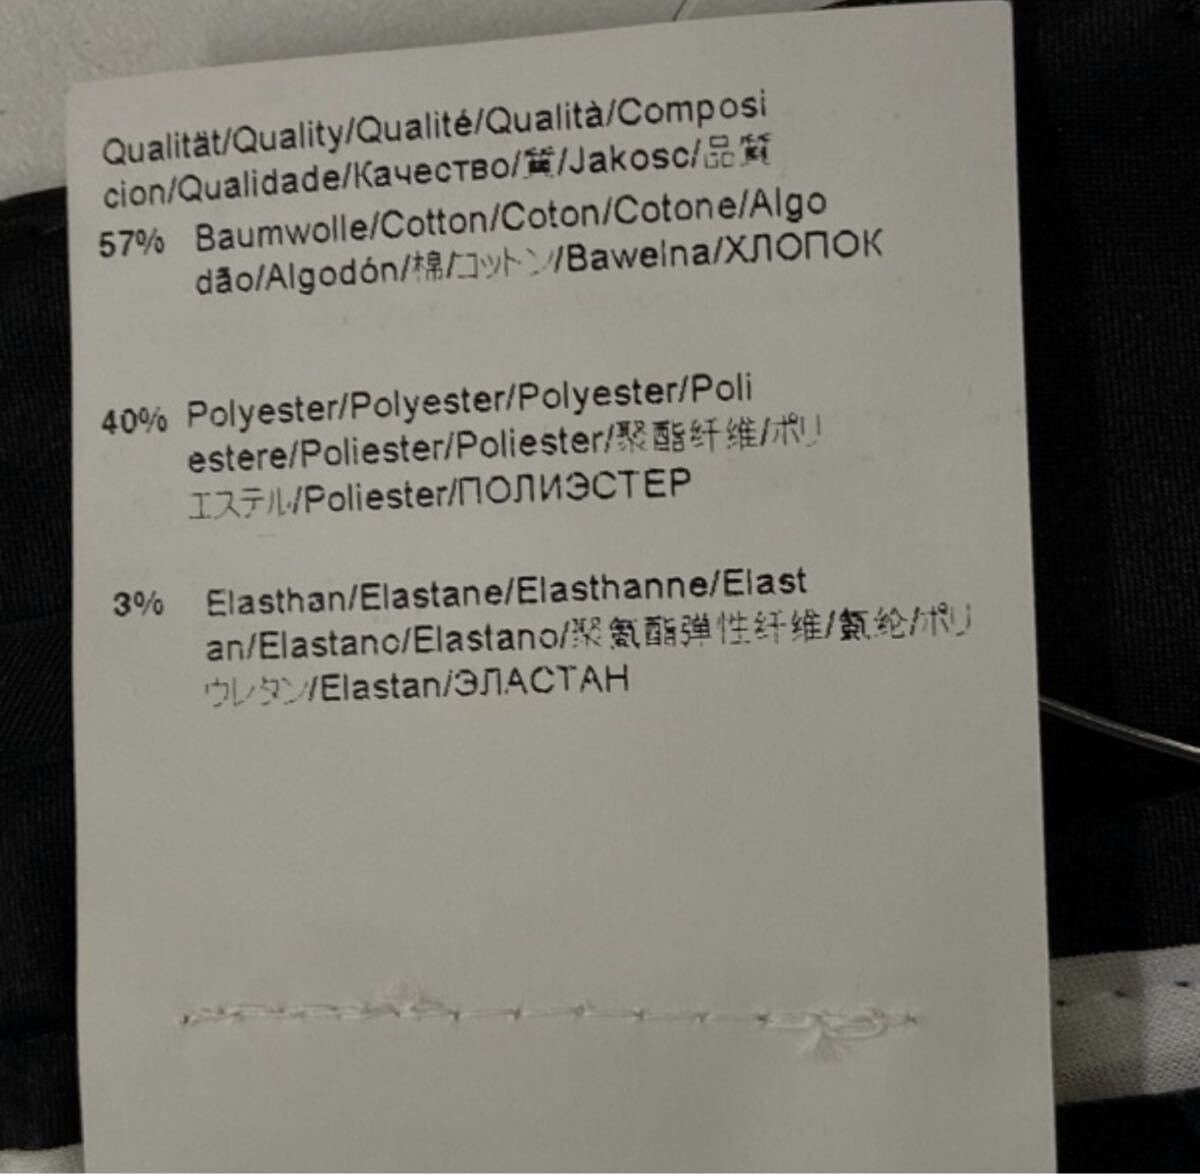 Qualität/Quality/Qualité/Qualità/Composi
cion/Qualidade/Качество/質/Jakosc/品質
57% Baumwolle/Cotton/Coton/Cotone/Algo
dão/Algodón/棉/コットン/Bawelna/ХЛОПОК
40% Polyester/Polyester/Polyester/Poli
estere/Poliester/Poliester/聚酯纤维/ポリ
エステル/Poliester/ПОЛИЭСТЕР
3% Elasthan/Elastane/Elasthanne/Elast
an/Elastano/Elastano/聚氨酯弹性纤维/氨纶/ポリ
ウレタン/Elastan/ЭЛАСТАН